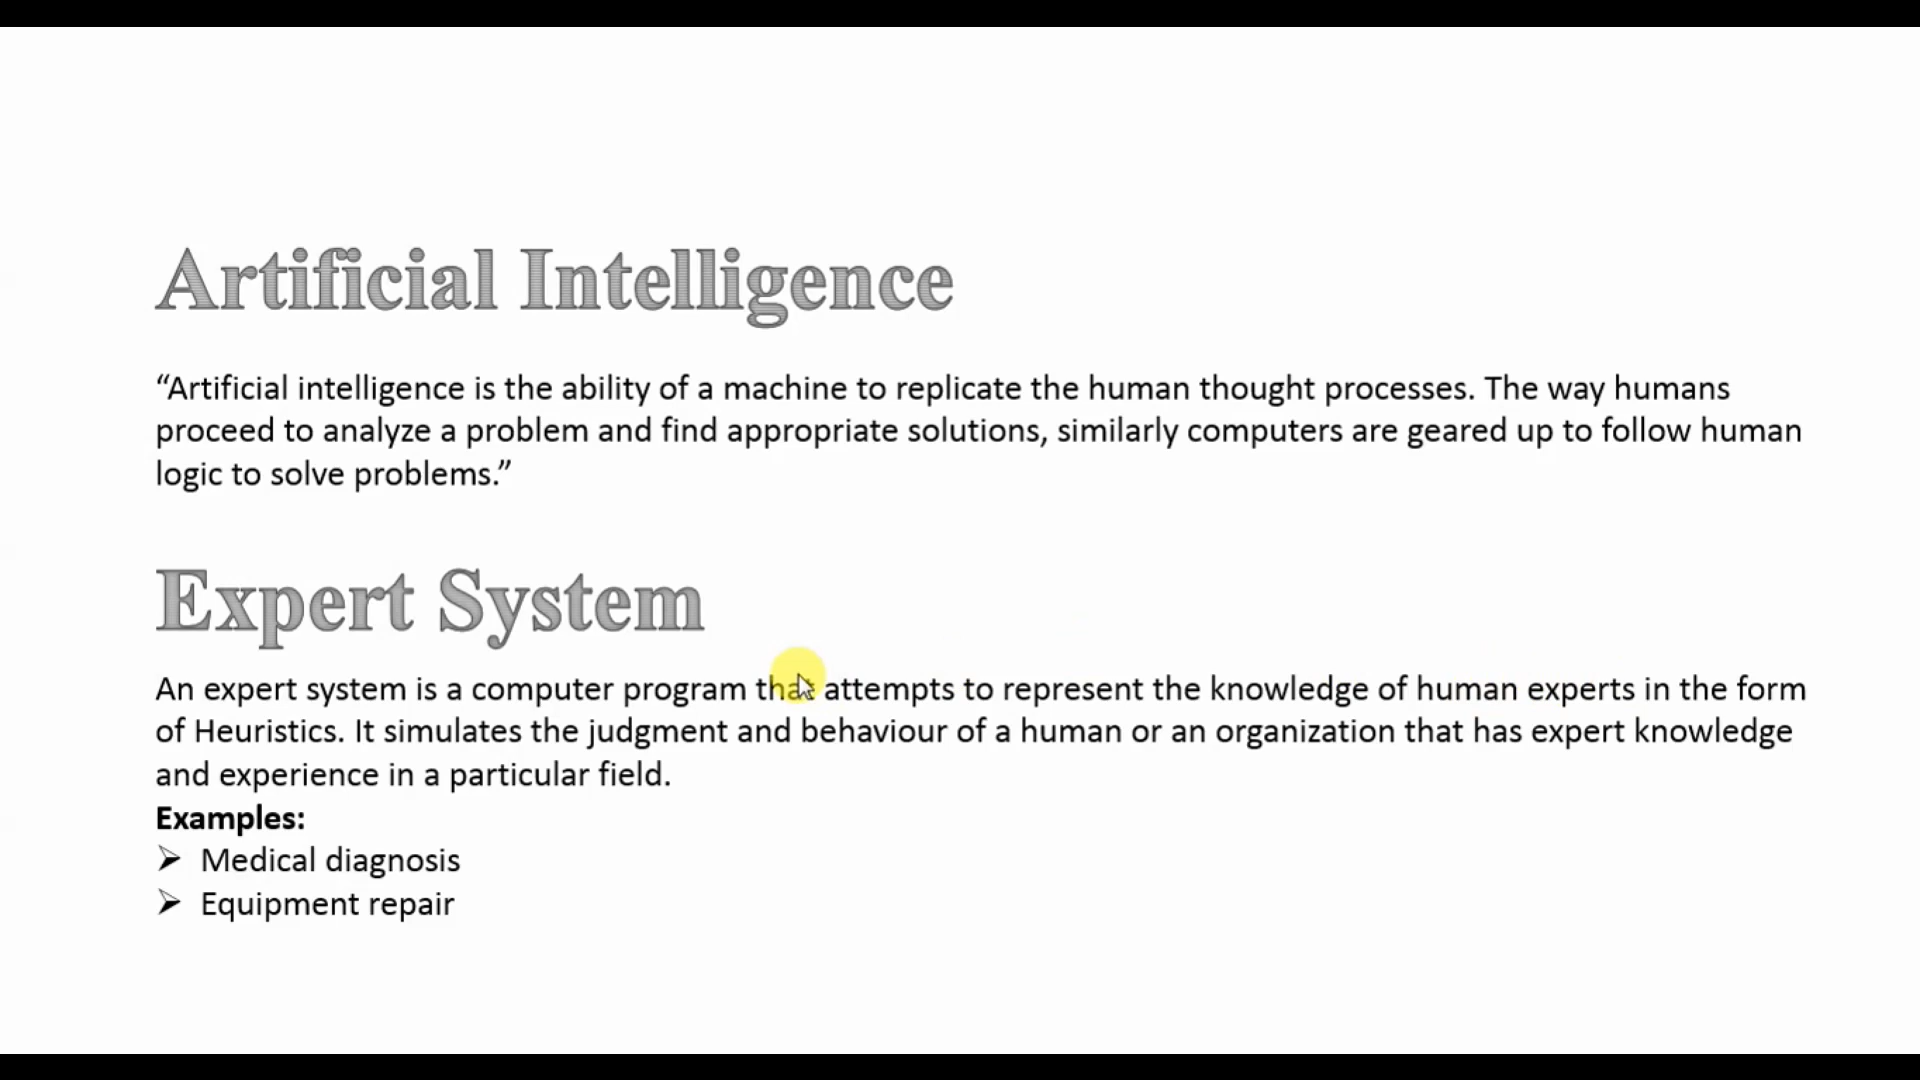 Artificial Intelligence
“Artificial intelligence is the ability of a machine to replicate the human thought processes. The way humans
proceed to analyze a problem and find appropriate solutions, similarly computers are geared up to follow human
logic to solve problems.”
Expert System
An expert system is a computer program that attempts to represent the knowledge of human experts in the form
of Heuristics. It simulates the judgment and behaviour of a human or an organization that has expert knowledge
and experience in a particular field.
Examples:
➢ Medical diagnosis
➢ Equipment repair